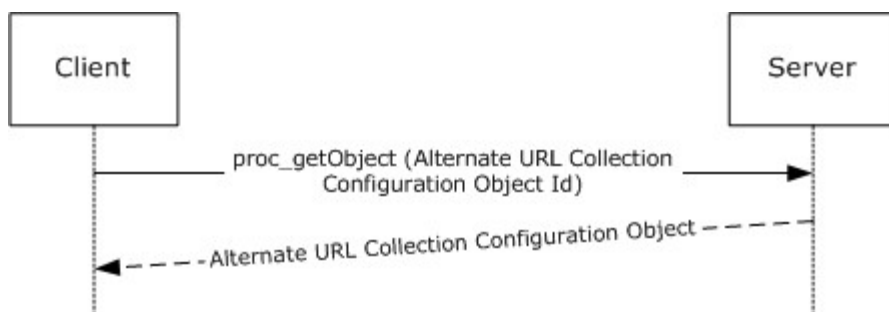 Client
Server
proc_getObject (Alternate URL Collection
Configuration Object Id)
Alternate URL Collection Configuration Object